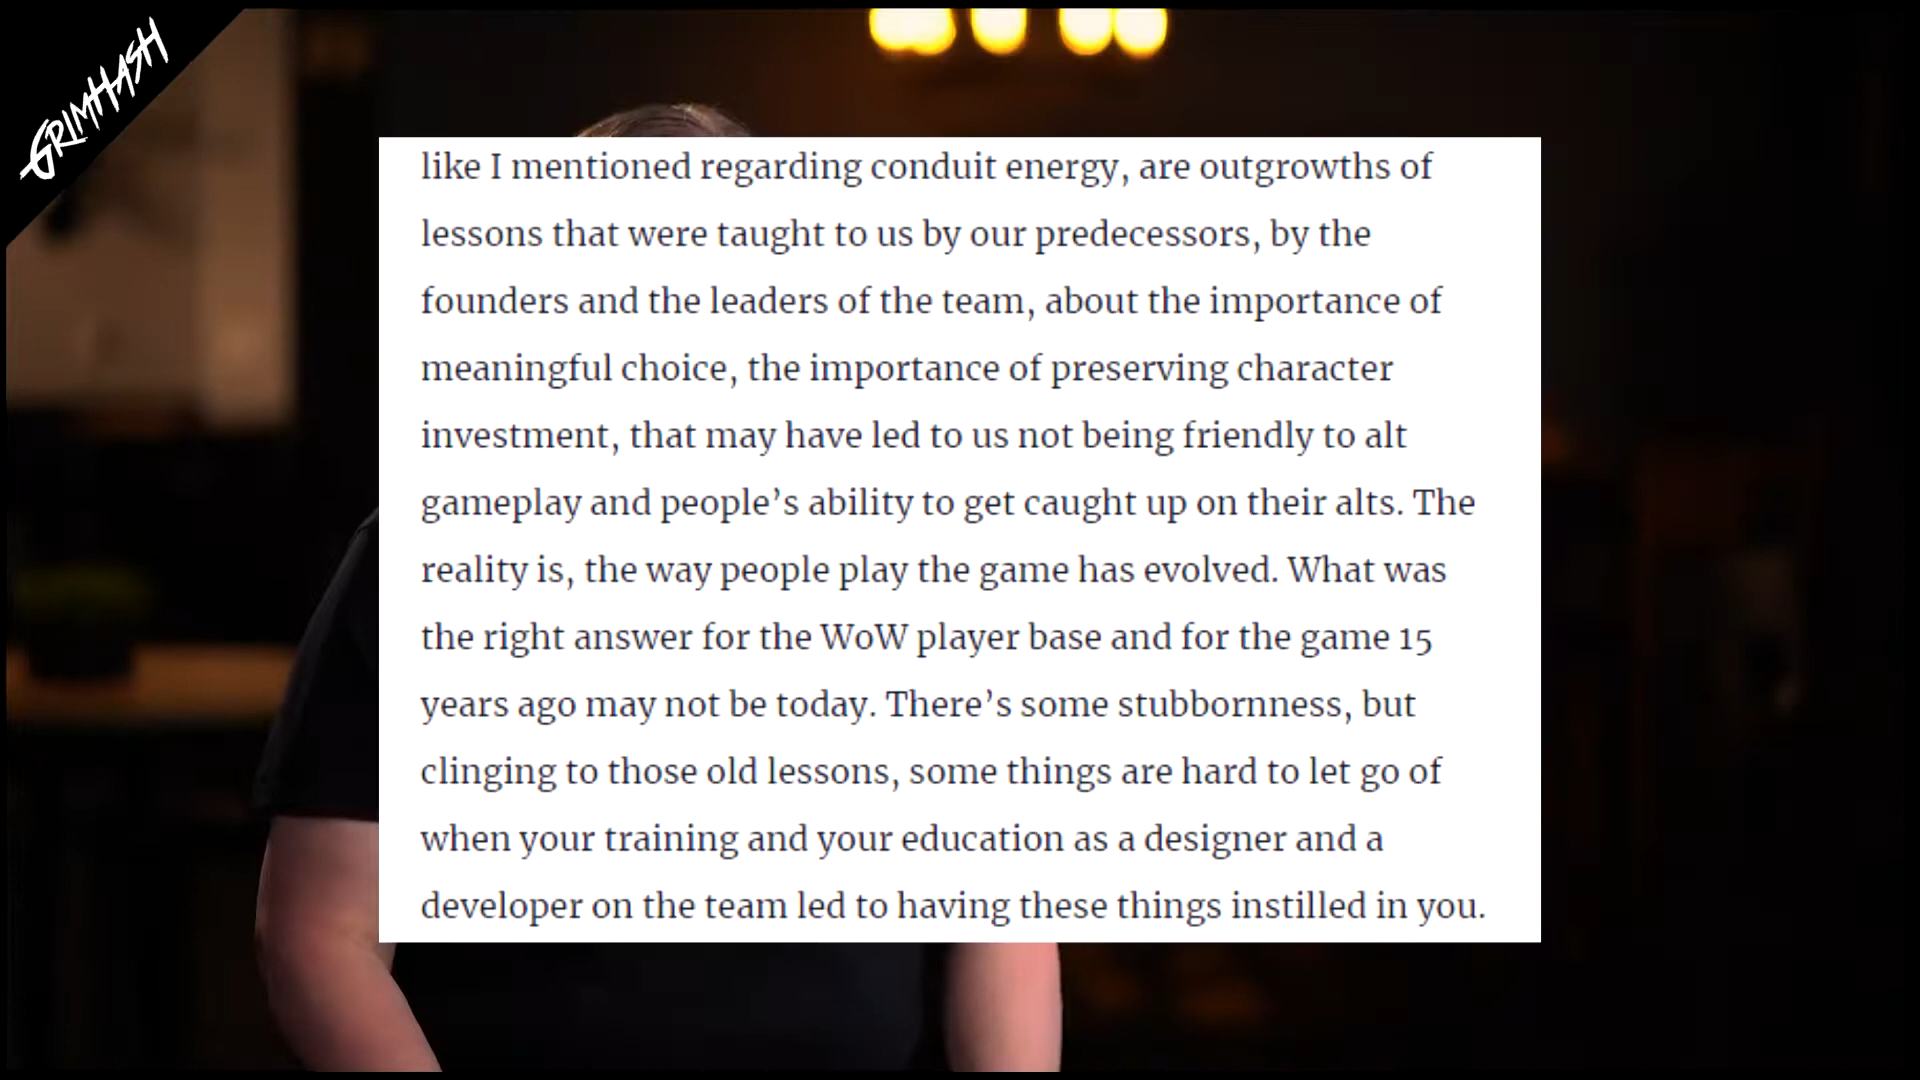 GRIMHASH
like I mentioned regarding conduit energy, are outgrowths of
lessons that were taught to us by our predecessors, by the
founders and the leaders of the team, about the importance of
meaningful choice, the importance of preserving character
investment, that may have led to us not being friendly to alt
gameplay and people’s ability to get caught up on their alts. The
reality is, the way people play the game has evolved. What was
the right answer for the WoW player base and for the game 15
years ago may not be today. There’s some stubbornness, but
clinging to those old lessons, some things are hard to let go of
when your training and your education as a designer and a
developer on the team led to having these things instilled in you.